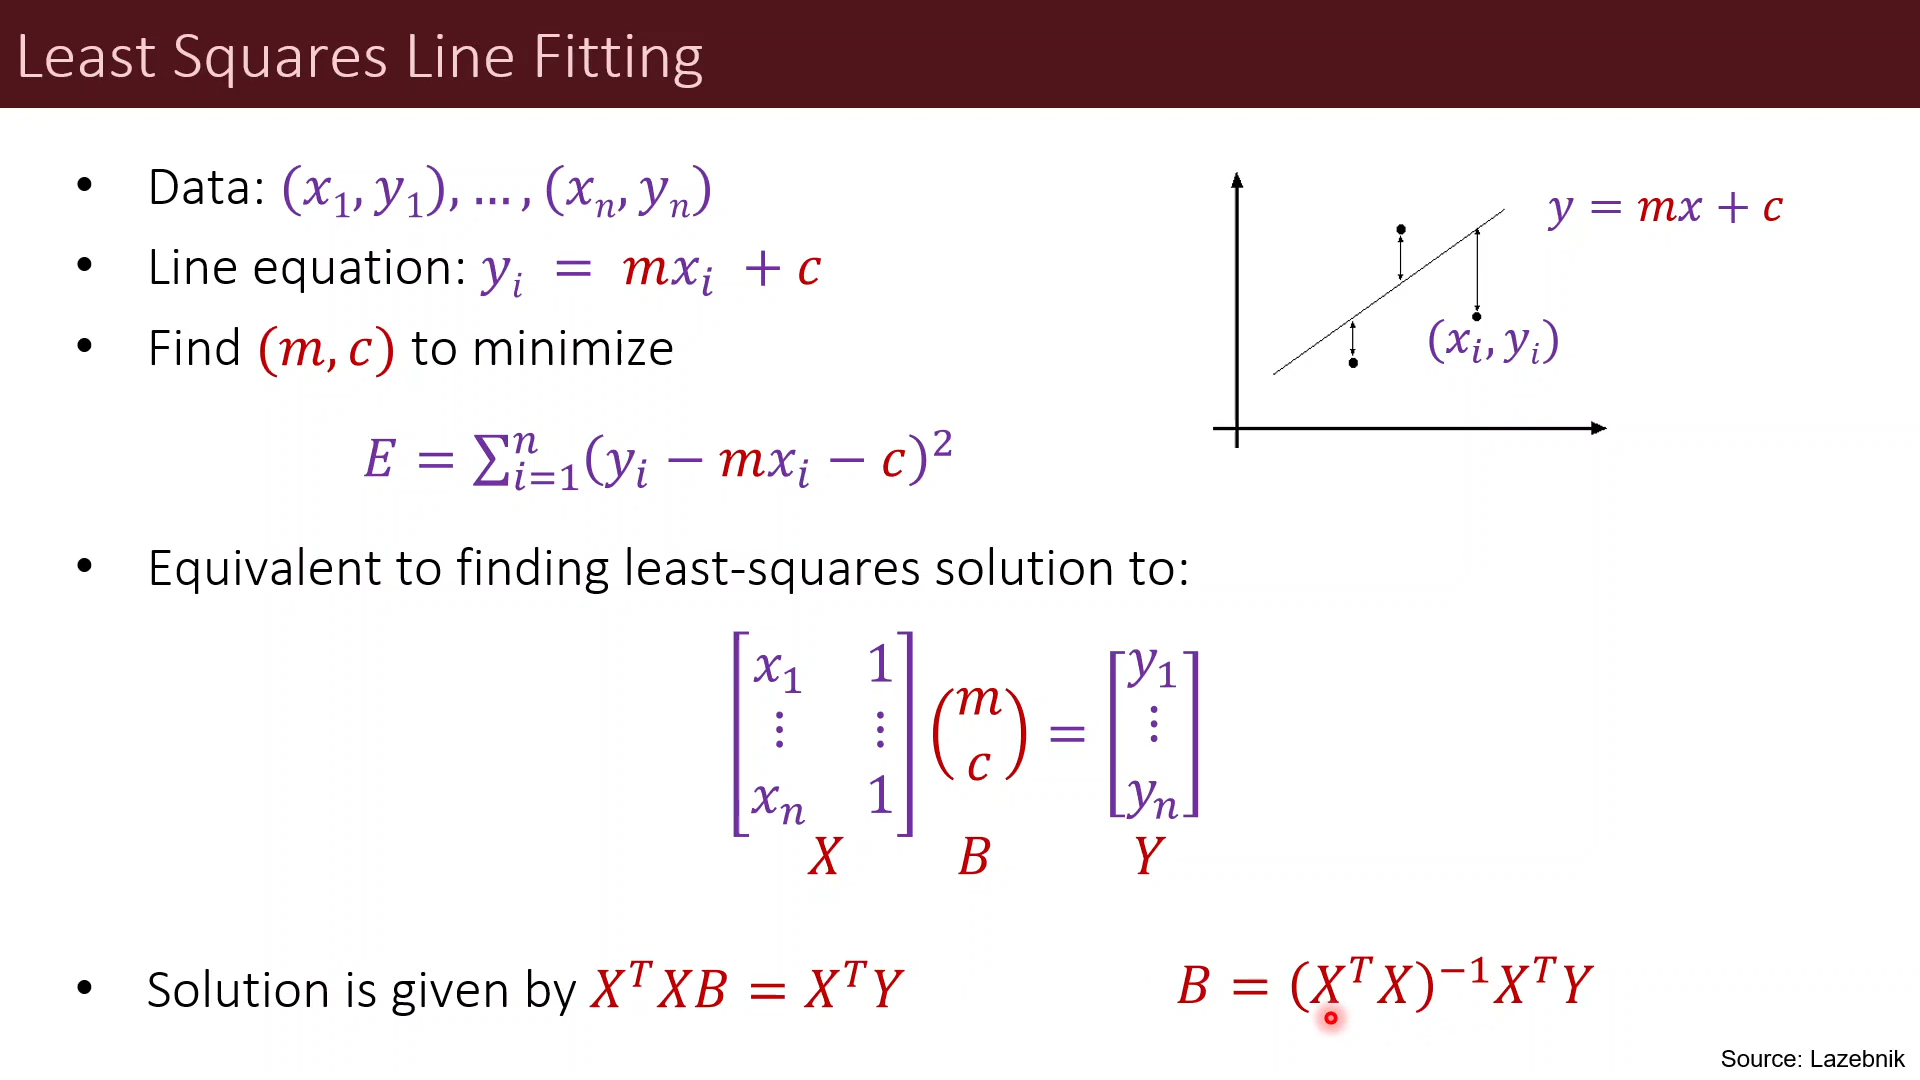 Least Squares Line Fitting
• Data: (x₁, y₁), … , (xₙ, yₙ)
• Line equation: yᵢ = mxᵢ + c
• Find (m, c) to minimize
E = ∑ⁿᵢ₌₁(yᵢ − mxᵢ − c)²
y = mx + c
(xᵢ, yᵢ)
• Equivalent to finding least-squares solution to:
[x₁ 1 ⋮ ⋮ xₙ 1] (m c) = [y₁ ⋮ yₙ]
X B Y
• Solution is given by XᵀXB = XᵀY
B = (XᵀX)⁻¹XᵀY
Source: Lazebnik